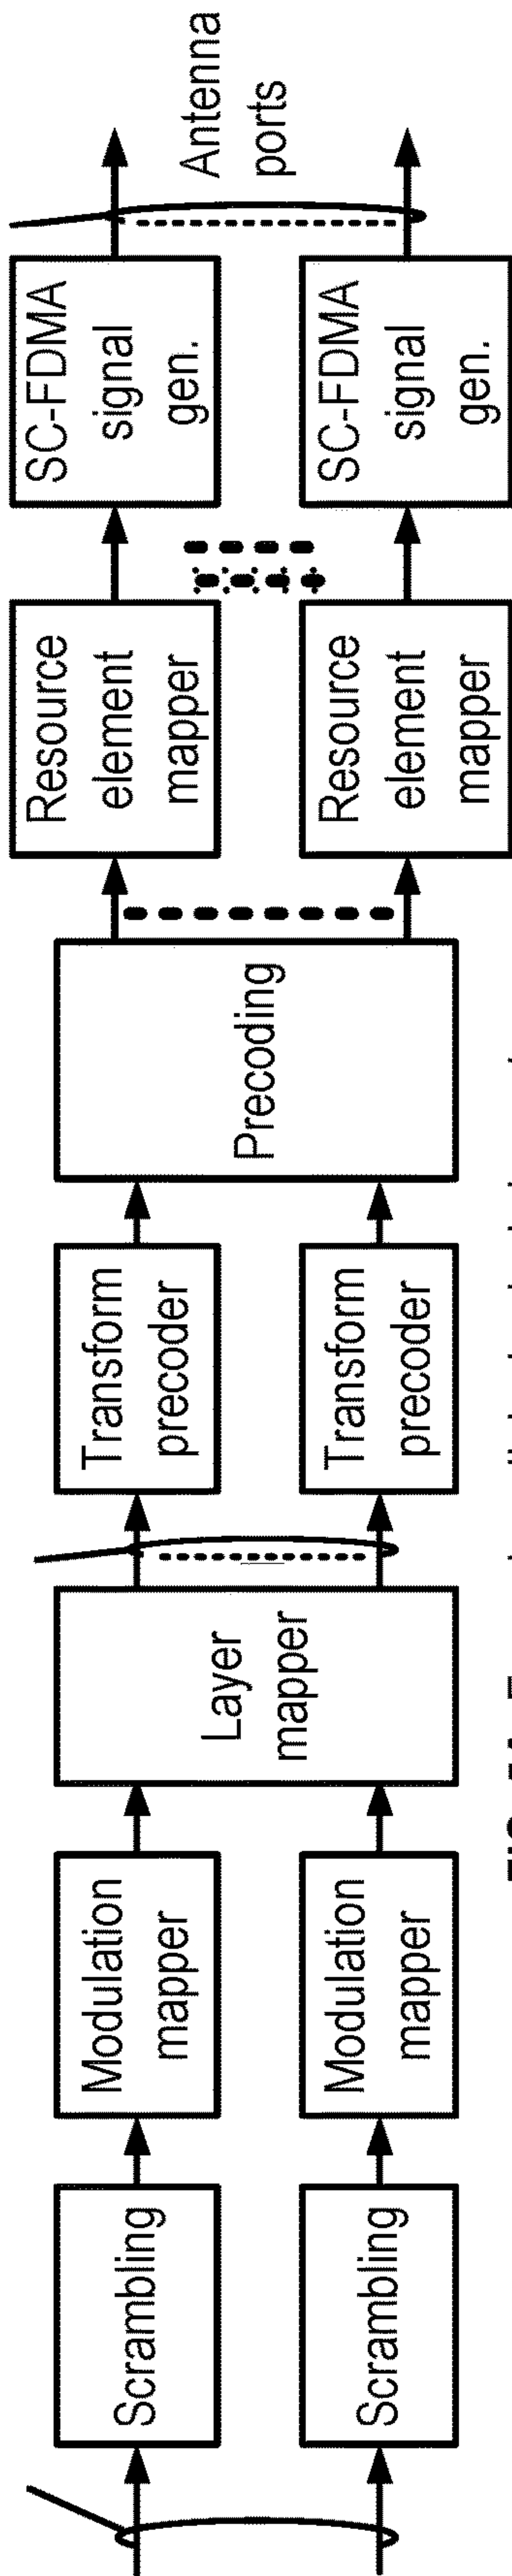 Scrambling
Modulation
mapper
Layer
mapper
Transform
precoder
Precoding
Resource
element
mapper
SC-FDMA
signal
gen.
Antenna
ports
Scrambling
Modulation
mapper
Transform
precoder
Resource
element
mapper
SC-FDMA
signal
gen.